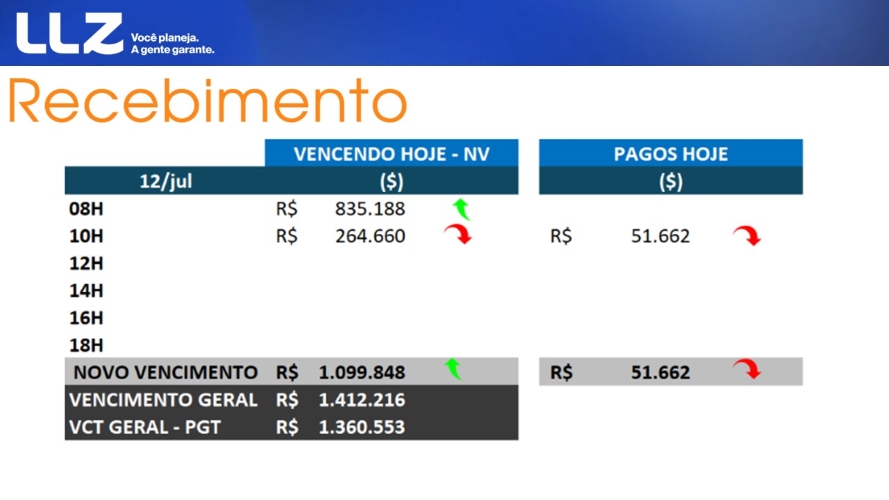 LLZ
Você planeja.
A gente garante.
Recebimento
VENCENDO HOJE - NV PAGOS HOJE
12/jul ($) ($)
08H R$ 835.188
10H R$ 264.660 R$ 51.662
12H
14H
16H
18H
NOVO VENCIMENTO R$ 1.099.848 R$ 51.662
VENCIMENTO GERAL R$ 1.412.216
VCT GERAL - PGT R$ 1.360.553